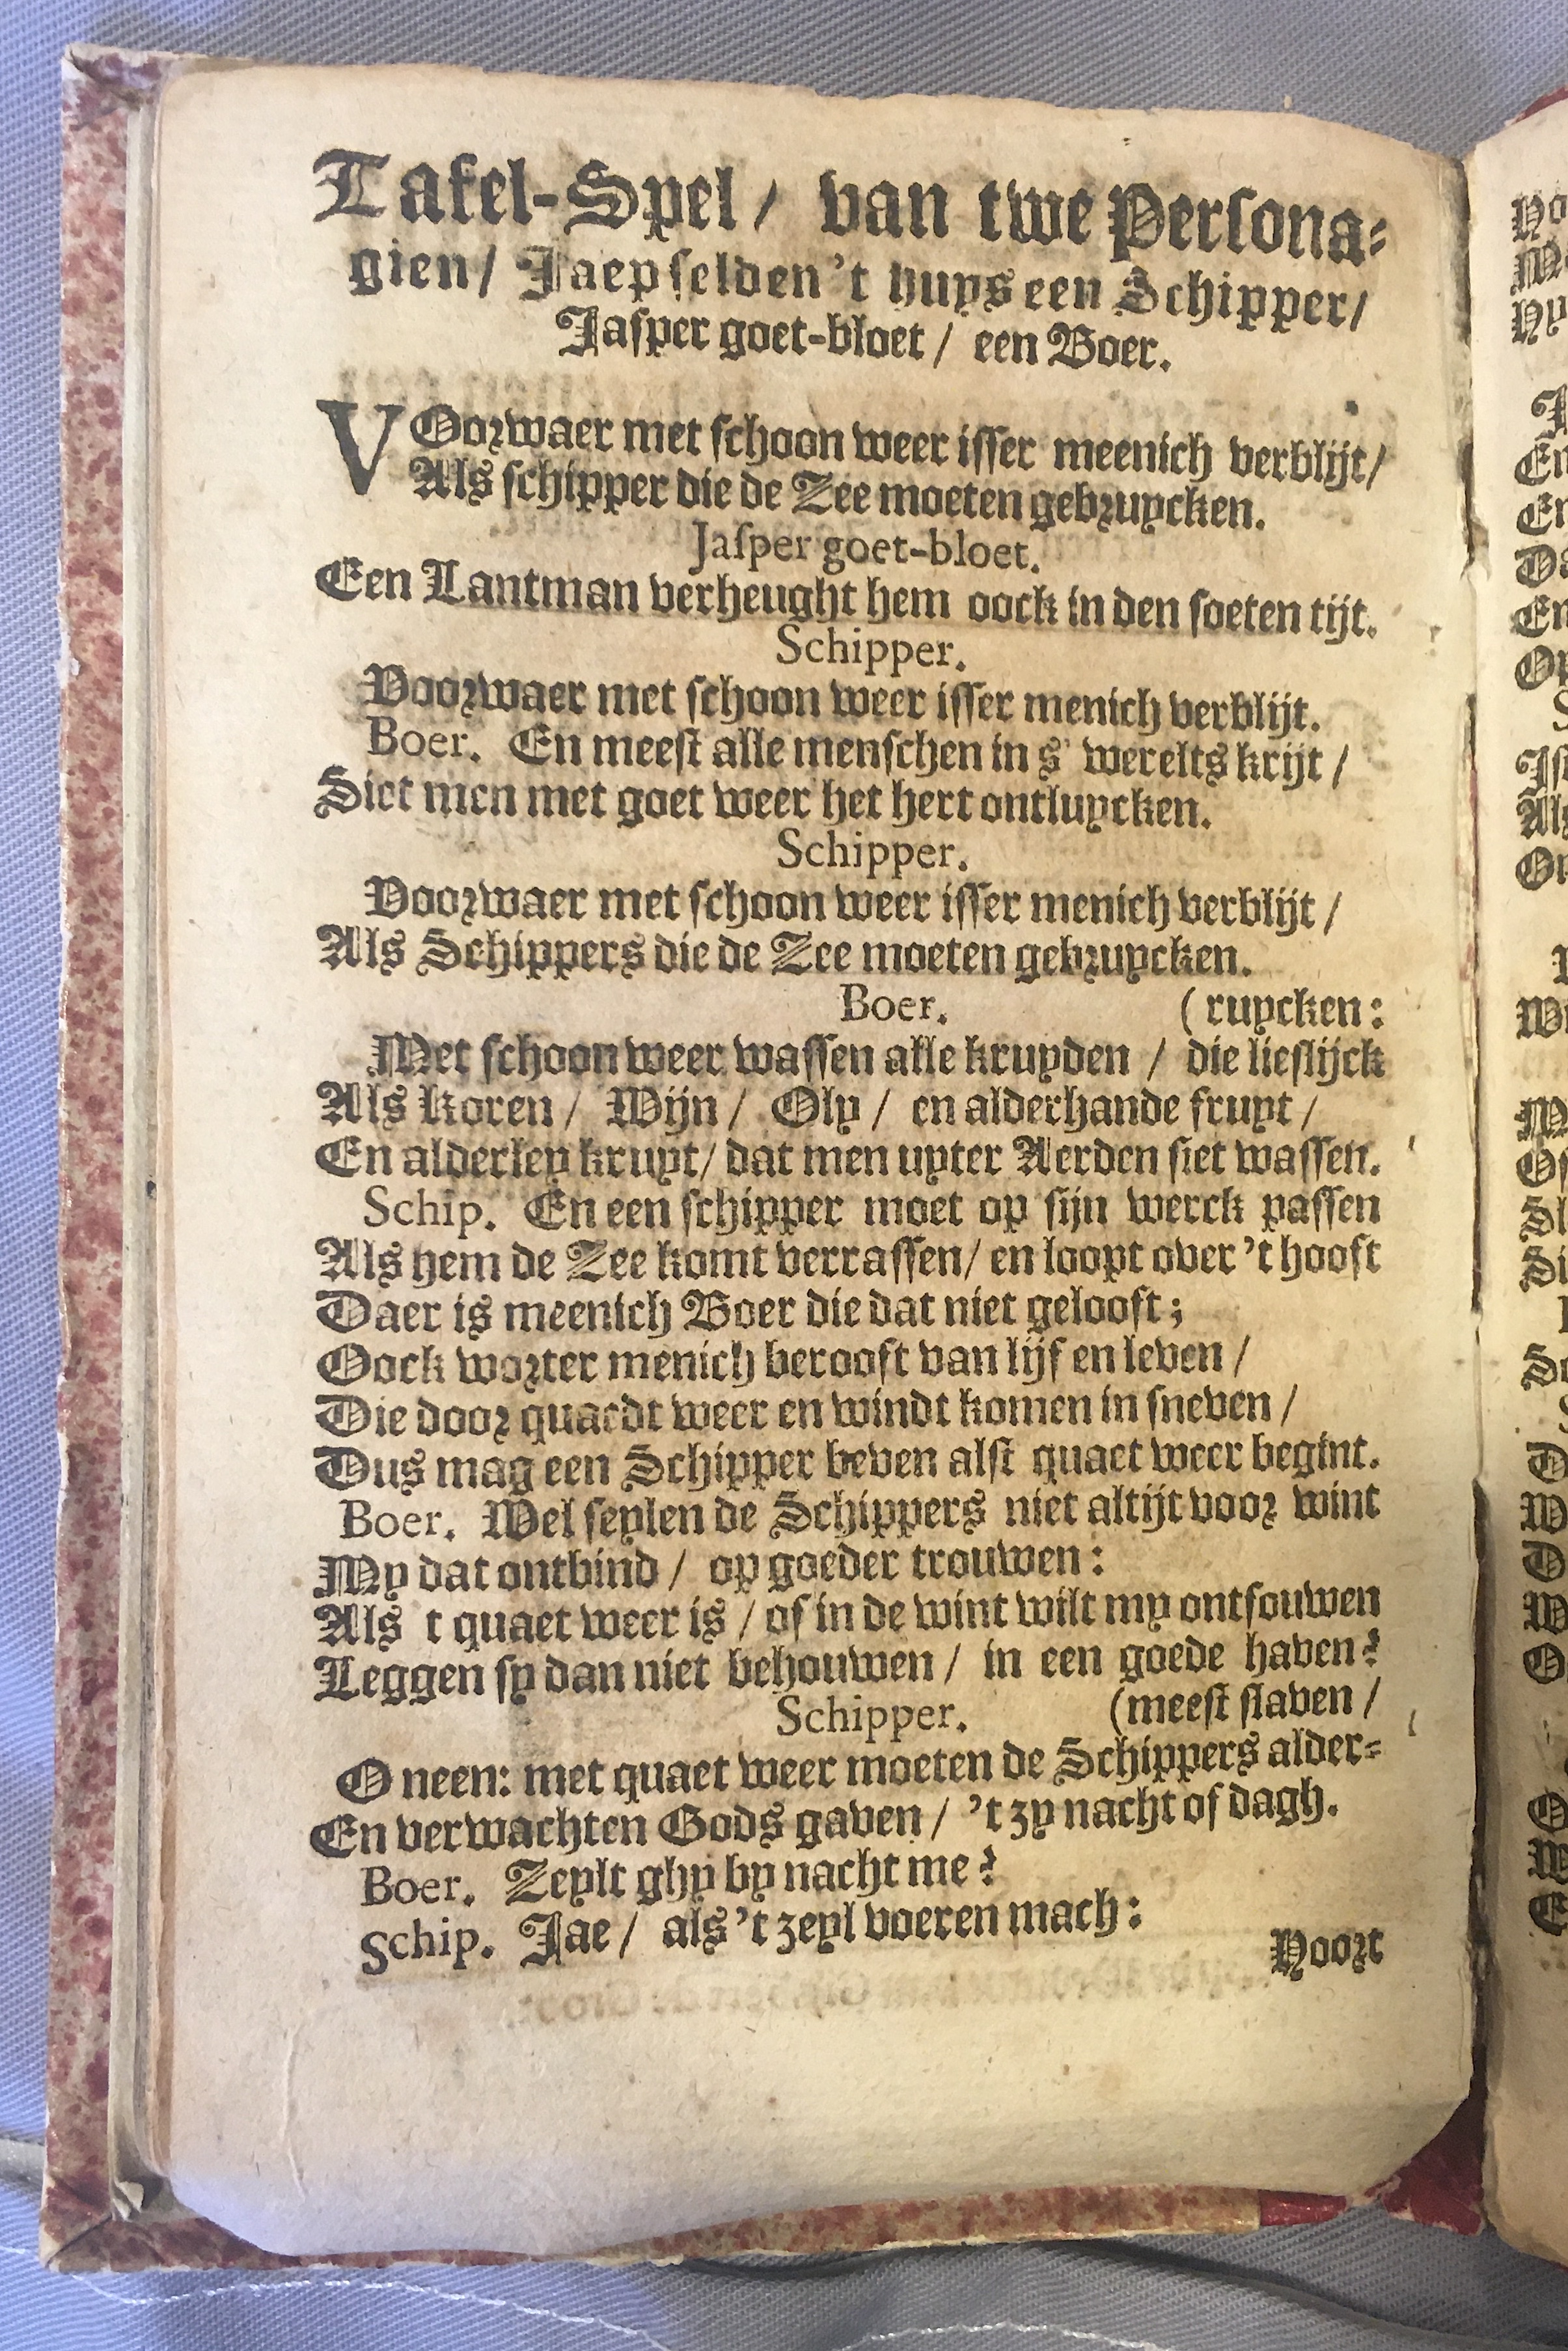 Tafel-Spel / van twe Persona-
gien / Jaep selden 't huys een Schipper /
Jasper goet-bloet / een Boer.
VOorwaer met schoon weer isser meenich verblijt /
Als schipper die de Zee moeten gebruycken.
Jasper goet-bloet.
Een Lantman verheught hem oock in den soeten tijt.
Schipper.
Voorwaer met schoon weer isser menich verblijt.
Boer. En meest alle menschen in s' werelts krijt /
Siet men met goet weer het hert ontluycken.
Schipper.
Voorwaer met schoon weer isser menich verblijt /
Als Schippers die de Zee moeten gebruycken.
Boer. (ruycken:
Met schoon weer wassen alle kruyden / die lieflijck
Als Koren / Wijn / Oly / en alderhande fruyt /
En alderley kruyt / dat men uyter Aerden siet wassen.
Schip. En een schipper moet op sijn werck passen
Als hem de Zee komt verrassen / en loopt over 't hooft
Daer is meenich Boer die dat niet gelooft;
Oock worter menich berooft van lijf en leven /
Die door quaedt weer en windt komen in sneven /
Dus mag een Schipper beven alst quaet weer begint.
Boer. Wel seylen de Schippers niet altijt voor wint
My dat ontbind / op goeder trouwen:
Als t quaet weer is / of in de wint wilt my ontfouwen
Leggen sy dan niet behouwen / in een goede haven?
Schipper. (meest slaven /
O neen: met quaet weer moeten de Schippers alder-
En verwachten Gods gaven / 't zy nacht of dagh.
Boer. Zeylt ghy by nacht me?
Schip. Jae / als 't zeyl voeren mach:
Noort